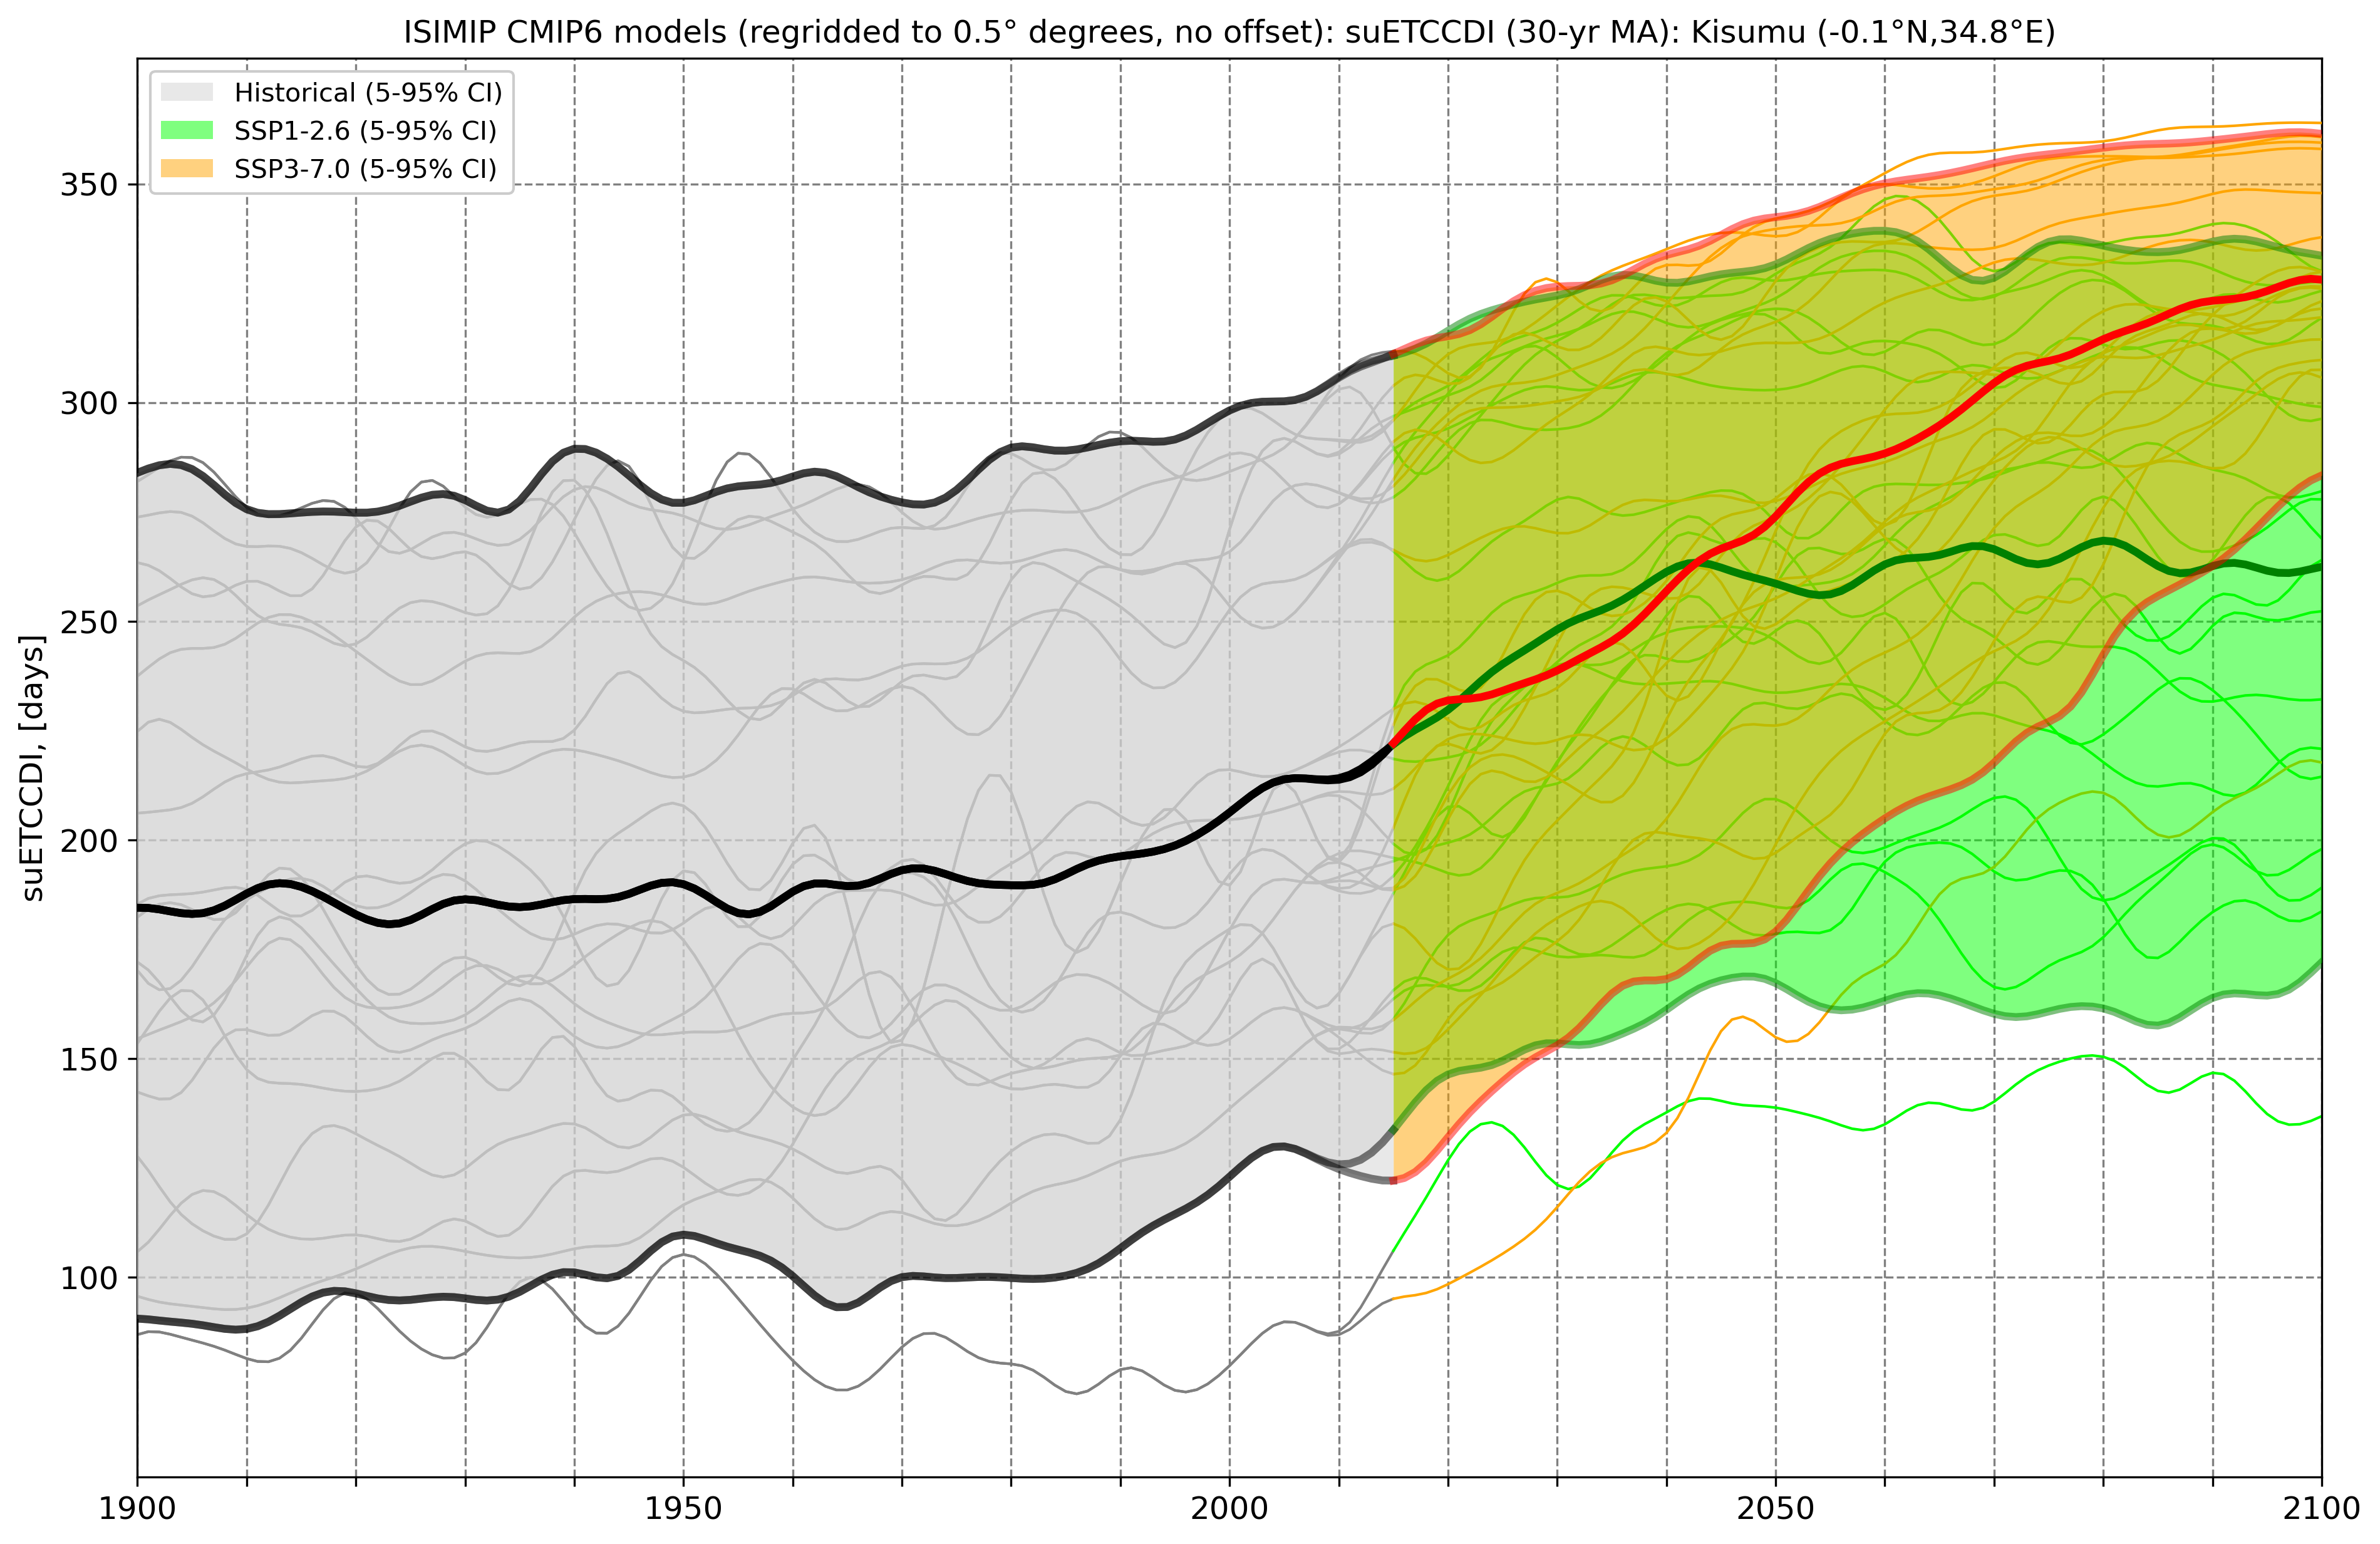 ISIMIP CMIP6 models (regridded to 0.5° degrees, no offset): suETCCDI (30-yr MA): Kisumu (-0.1°N,34.8°E)
Historical (5-95% CI)
SSP1-2.6 (5-95% CI)
SSP3-7.0 (5-95% CI)
suETCCDI, [days]
350
300
250
200
150
100
1900
1950
2000
2050
2100